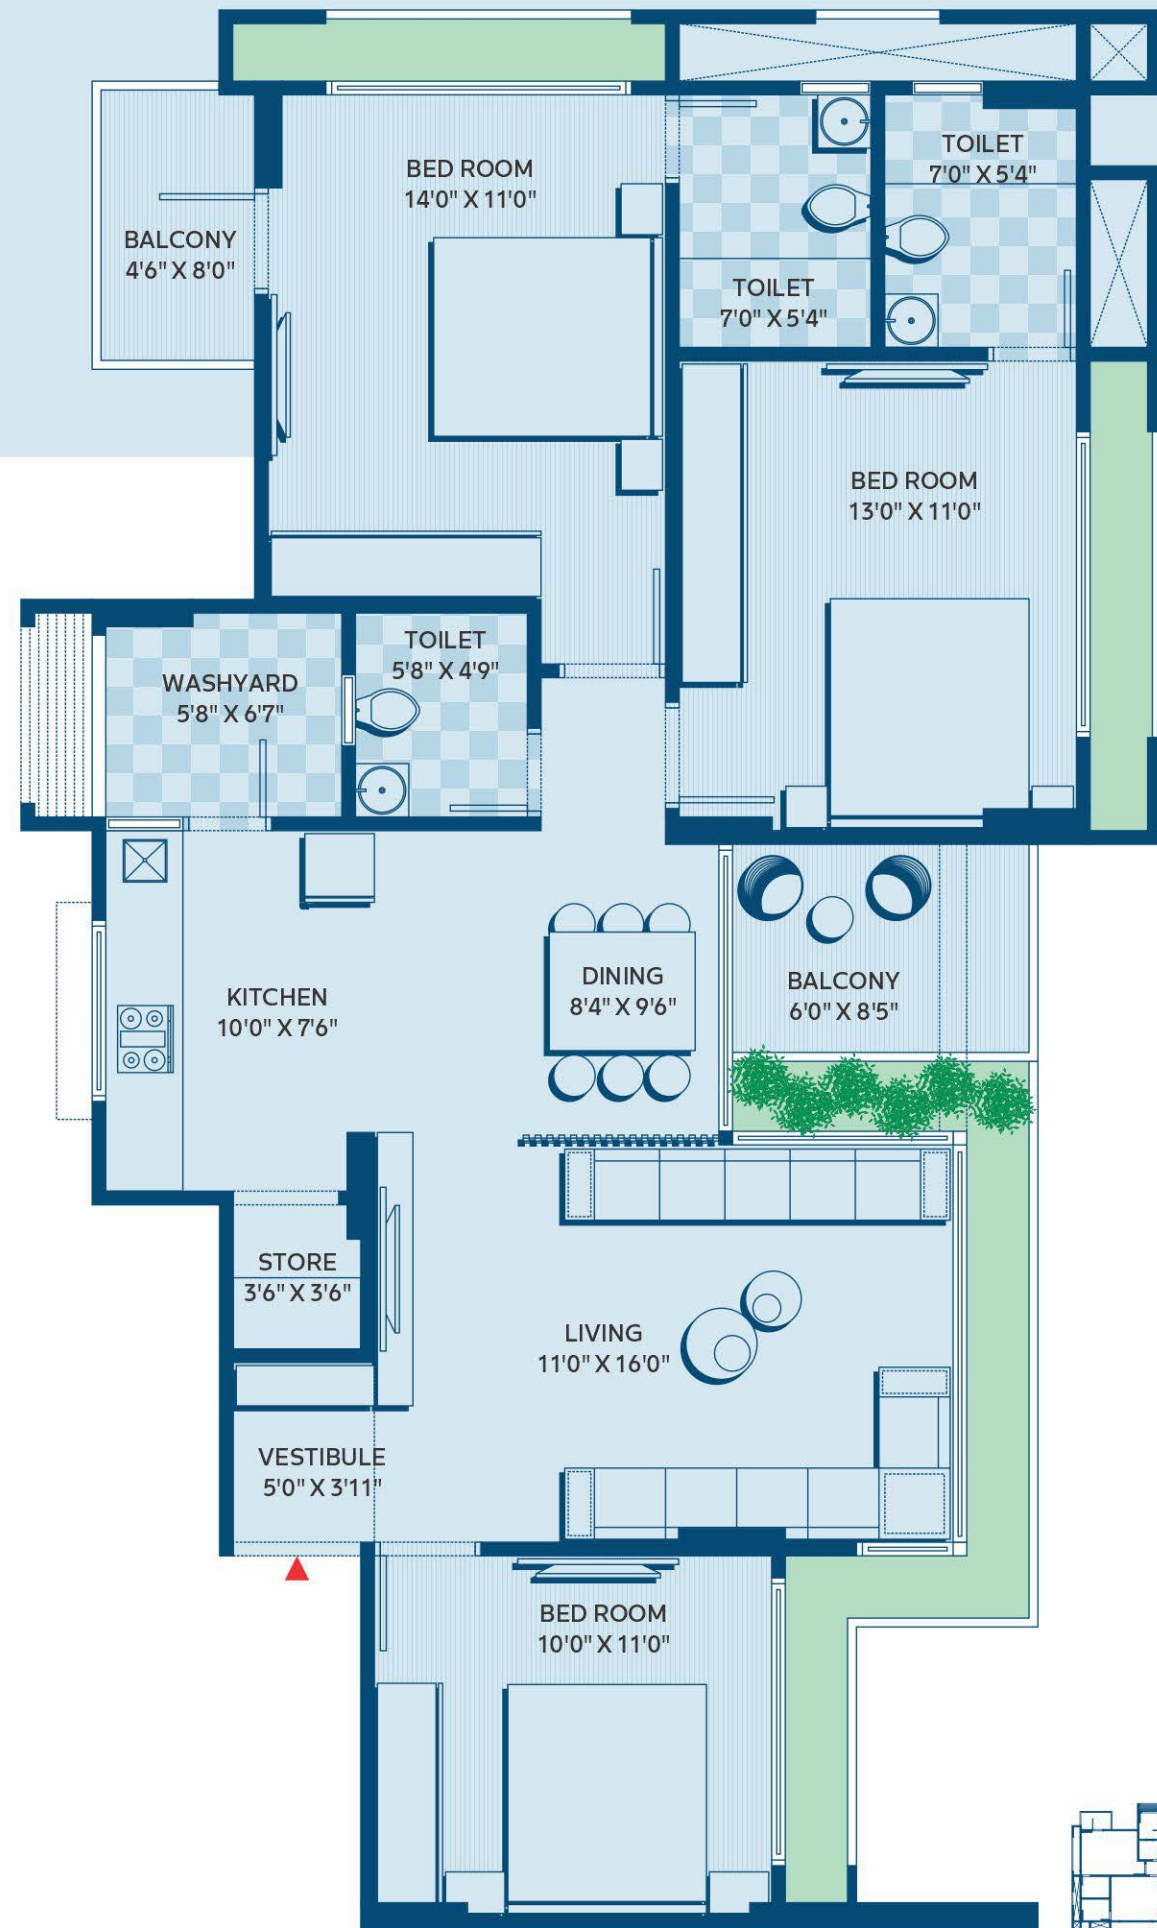 BED ROOM
14'0" X 11'0"
TOILET
7'0" X 5'4"
BALCONY
4'6" X 8'0"
TOILET
7'0" X 5'4"
BED ROOM
13'0" X 11'0"
TOILET
5'8" X 4'9"
WASHYARD
5'8" X 6'7"
DINING
8'4" X 9'6"
BALCONY
6'0" X 8'5"
KITCHEN
10'0" X 7'6"
STORE
3'6" X 3'6"
LIVING
11'0" X 16'0"
VESTIBULE
5'0" X 3'11"
BED ROOM
10'0" X 11'0"